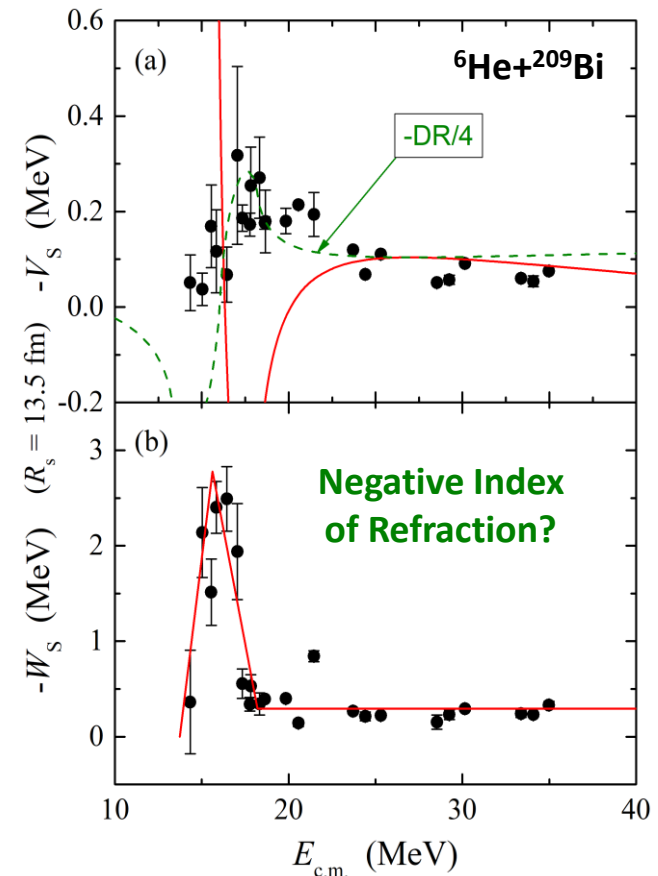 (a)
⁶He+²⁰⁹Bi
-DR/4
0.6
0.4
0.2
0.0
-0.2
-V_S (MeV)
(R_s = 13.5 fm)
(b)
Negative Index
of Refraction?
3
2
1
0
-W_S (MeV)
10 20 30 40
E_c.m. (MeV)